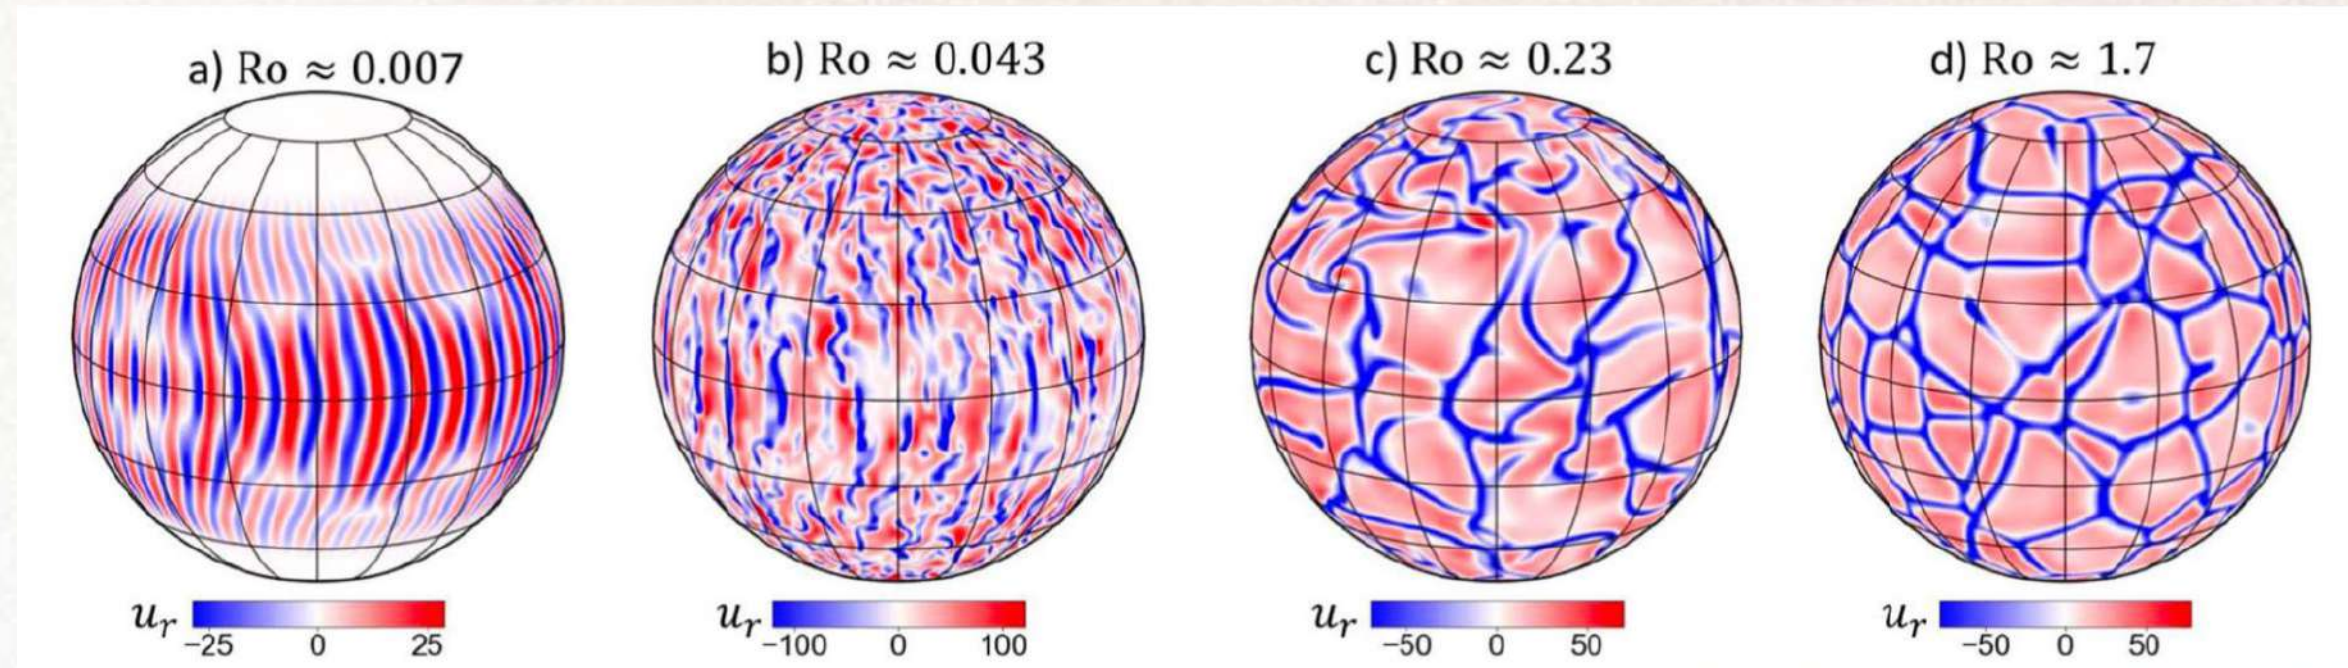 a) Ro ≈ 0.007
b) Ro ≈ 0.043
c) Ro ≈ 0.23
d) Ro ≈ 1.7
u_r
−25 0 25
u_r
−100 0 100
u_r
−50 0 50
u_r
−50 0 50